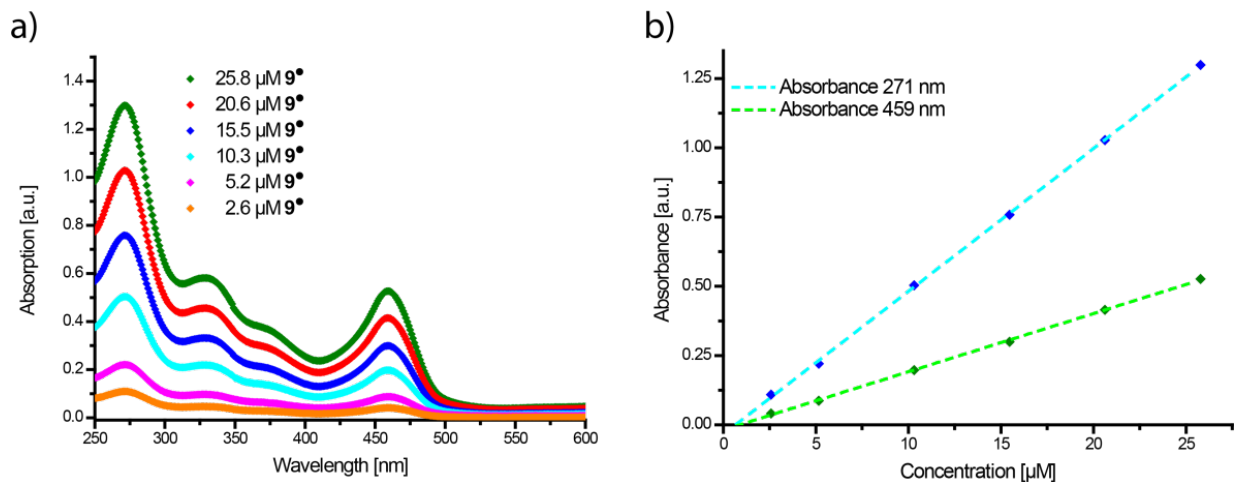 a)
Absorption [a.u.]
1.4
1.2
1.0
0.8
0.6
0.4
0.2
0.0
25.8 µM 9•
20.6 µM 9•
15.5 µM 9•
10.3 µM 9•
5.2 µM 9•
2.6 µM 9•
250 300 350 400 450 500 550 600
Wavelength [nm]
b)
Absorbance [a.u.]
1.25
1.00
0.75
0.50
0.25
0.00
Absorbance 271 nm
Absorbance 459 nm
0 5 10 15 20 25
Concentration [µM]